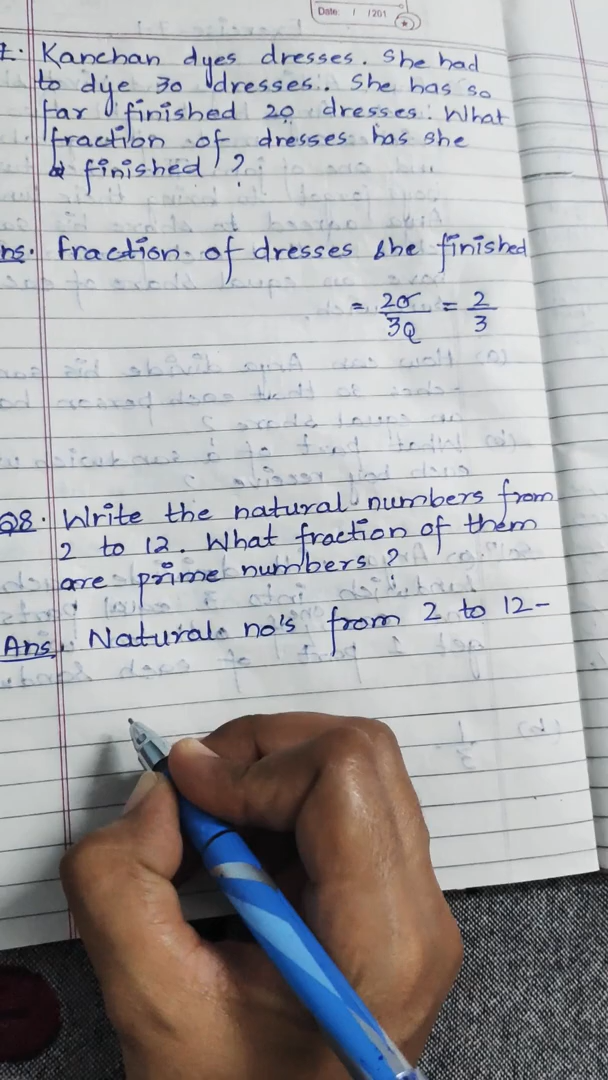 Date: / /201
7. Kanchan dyes dresses. She had
to dye 30 dresses. She has so
far finished 20 dresses. What
fraction of dresses has she
finished ?
Ans. Fraction of dresses she finished
= 20/30 = 2/3
Q8. Write the natural numbers from
2 to 12. What fraction of them
are prime numbers ?
Ans. Natural no's from 2 to 12-